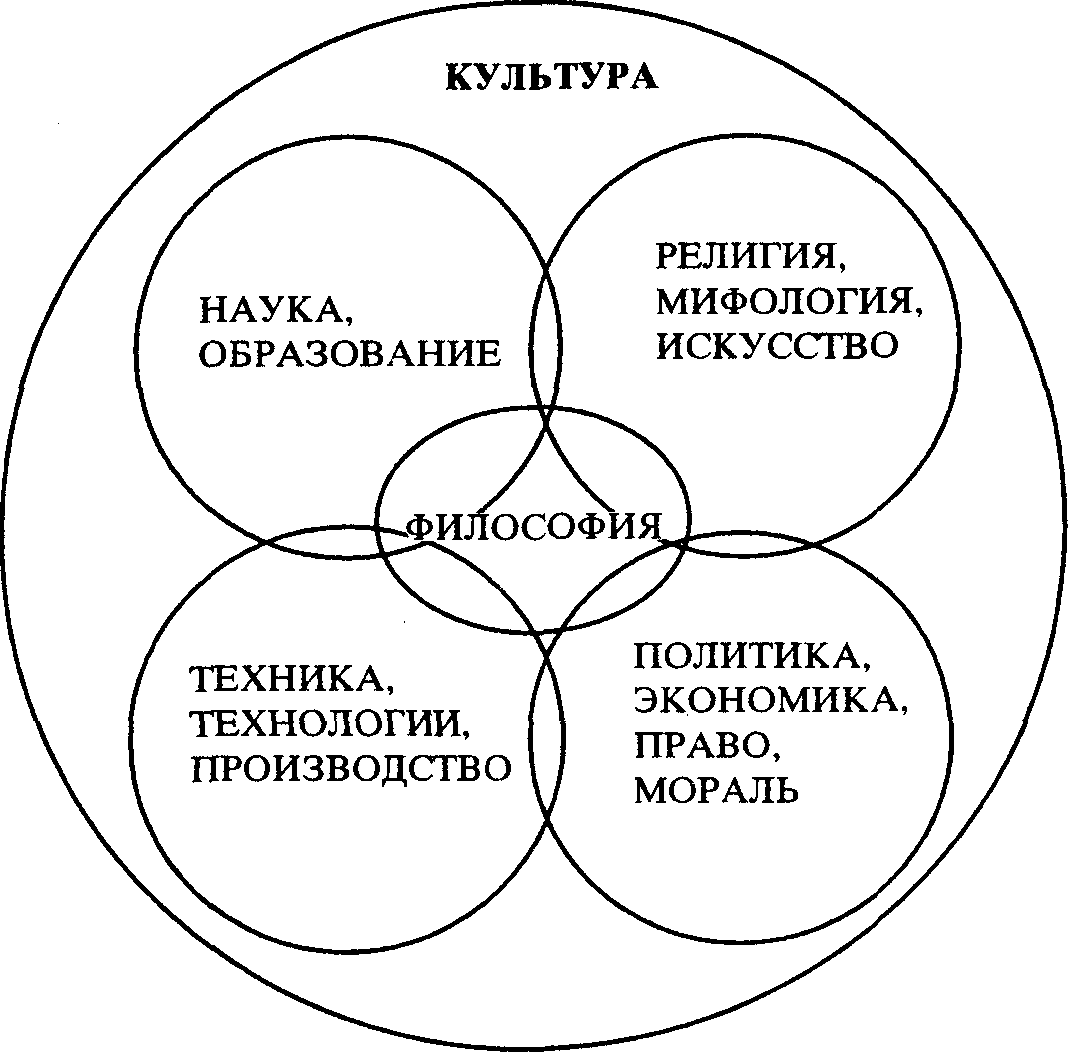 КУЛЬТУРА
НАУКА,
ОБРАЗОВАНИЕ
РЕЛИГИЯ,
МИФОЛОГИЯ,
ИСКУССТВО
ФИЛОСОФИЯ
ТЕХНИКА,
ТЕХНОЛОГИИ,
ПРОИЗВОДСТВО
ПОЛИТИКА,
ЭКОНОМИКА,
ПРАВО,
МОРАЛЬ